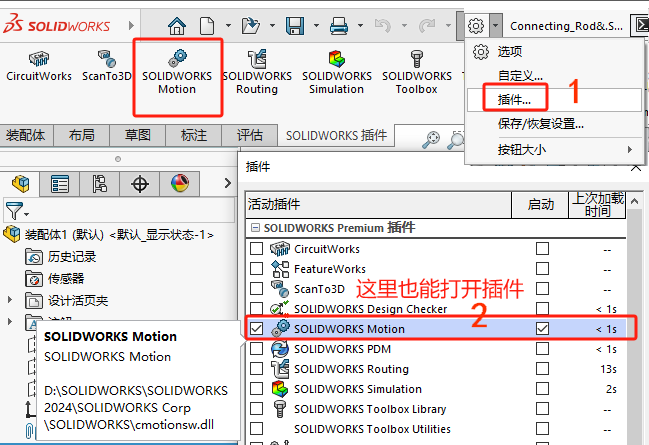 SOLIDWORKS
Connecting_Rod&.S...
CircuitWorks
ScanTo3D
SOLIDWORKS
Motion
SOLIDWORKS
Routing
SOLIDWORKS
Simulation
SOLIDWORKS
Toolbox
选项
自定义...
插件...
1
保存/恢复设置...
按钮大小
装配体
布局
草图
标注
评估
SOLIDWORKS 插件
装配体1 (默认) <默认_显示状态-1>
历史记录
传感器
设计活页夹
SOLIDWORKS Motion
SOLIDWORKS Motion
D:\SOLIDWORKS\SOLIDWORKS
2024\SOLIDWORKS Corp
\SOLIDWORKS\cmotionsw.dll
插件
活动插件
启动
上次加载
时间
SOLIDWORKS Premium 插件
CircuitWorks
--
FeatureWorks
--
ScanTo3D
--
这里也能打开插件
SOLIDWORKS Design Checker
< 1s
2
SOLIDWORKS Motion
< 1s
SOLIDWORKS PDM
< 1s
SOLIDWORKS Routing
13s
SOLIDWORKS Simulation
2s
SOLIDWORKS Toolbox Library
--
SOLIDWORKS Toolbox Utilities
--